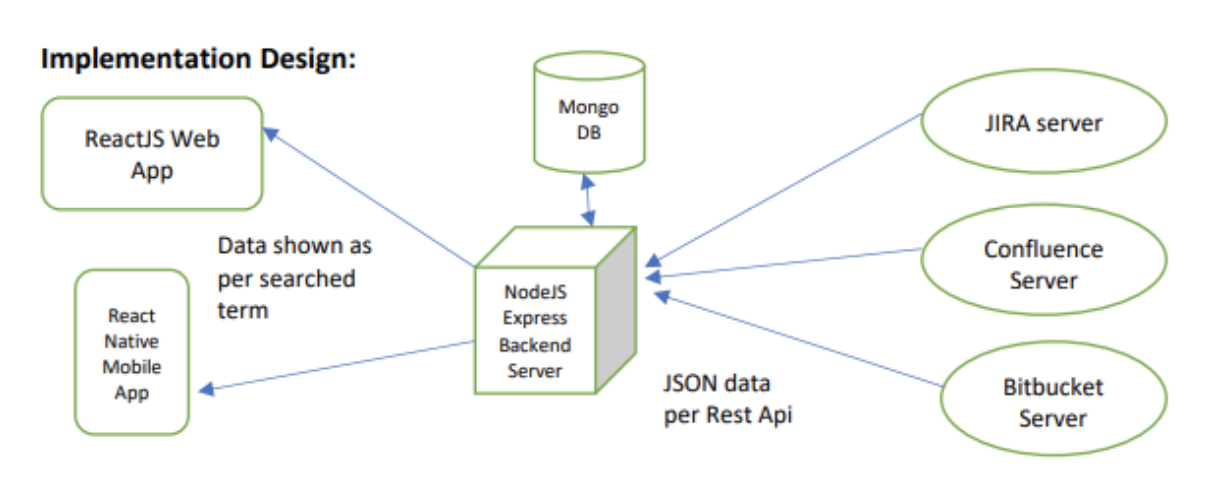 Implementation Design:
ReactJS Web
App
Mongo
DB
JIRA server
Data shown as
per searched
term
Confluence
Server
React
Native
Mobile
App
NodeJS
Express
Backend
Server
JSON data
per Rest Api
Bitbucket
Server